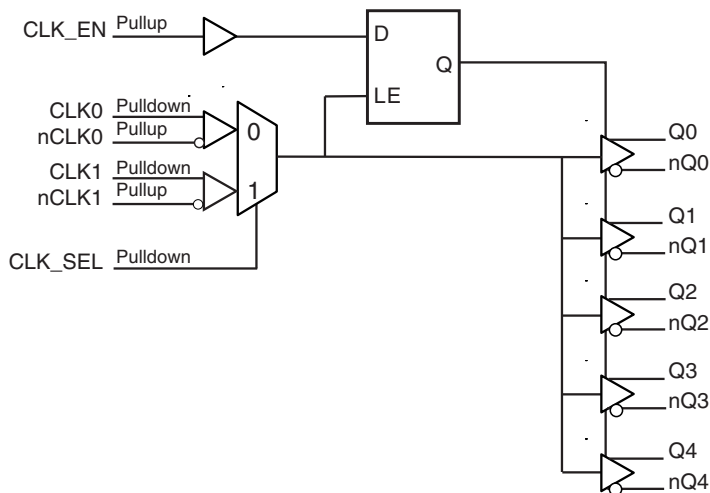 CLK_EN Pullup
D
Q
LE
CLK0 Pulldown
nCLK0 Pullup
0
CLK1 Pulldown
nCLK1 Pullup
1
CLK_SEL Pulldown
Q0
nQ0
Q1
nQ1
Q2
nQ2
Q3
nQ3
Q4
nQ4